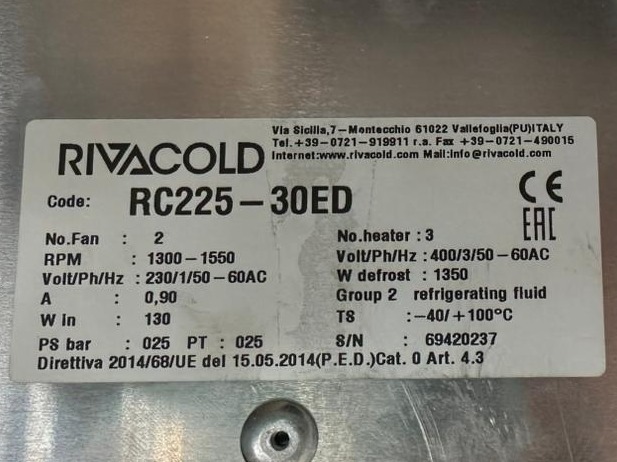 RIVACOLD
Via Sicilia,7-Montecchio 61022 Vallefoglia(PU)ITALY
Tel.+39-0721-919911 r.a. Fax +39-0721-490015
Internet:www.rivacold.com Mail:info@rivacold.com
Code: RC225-30ED
CE
EAC
No.Fan : 2
RPM : 1300-1550
Volt/Ph/Hz : 230/1/50-60AC
A : 0,90
W in : 130
PS bar : 025 PT : 025
No.heater : 3
Volt/Ph/Hz : 400/3/50-60AC
W defrost : 1350
Group 2 refrigerating fluid
TS :-40/+100°C
S/N : 69420237
Direttiva 2014/68/UE del 15.05.2014(P.E.D.)Cat. 0 Art. 4.3